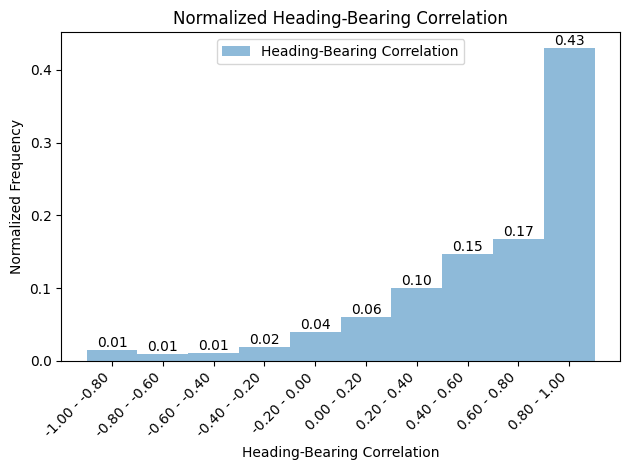 Normalized Heading-Bearing Correlation
Heading-Bearing Correlation
Normalized Frequency
0.4
0.3
0.2
0.1
0.0
0.01
0.01
0.01
0.02
0.04
0.06
0.10
0.15
0.17
0.43
-1.00 - -0.80
-0.80 - -0.60
-0.60 - -0.40
-0.40 - -0.20
-0.20 - 0.00
0.00 - 0.20
0.20 - 0.40
0.40 - 0.60
0.60 - 0.80
0.80 - 1.00
Heading-Bearing Correlation